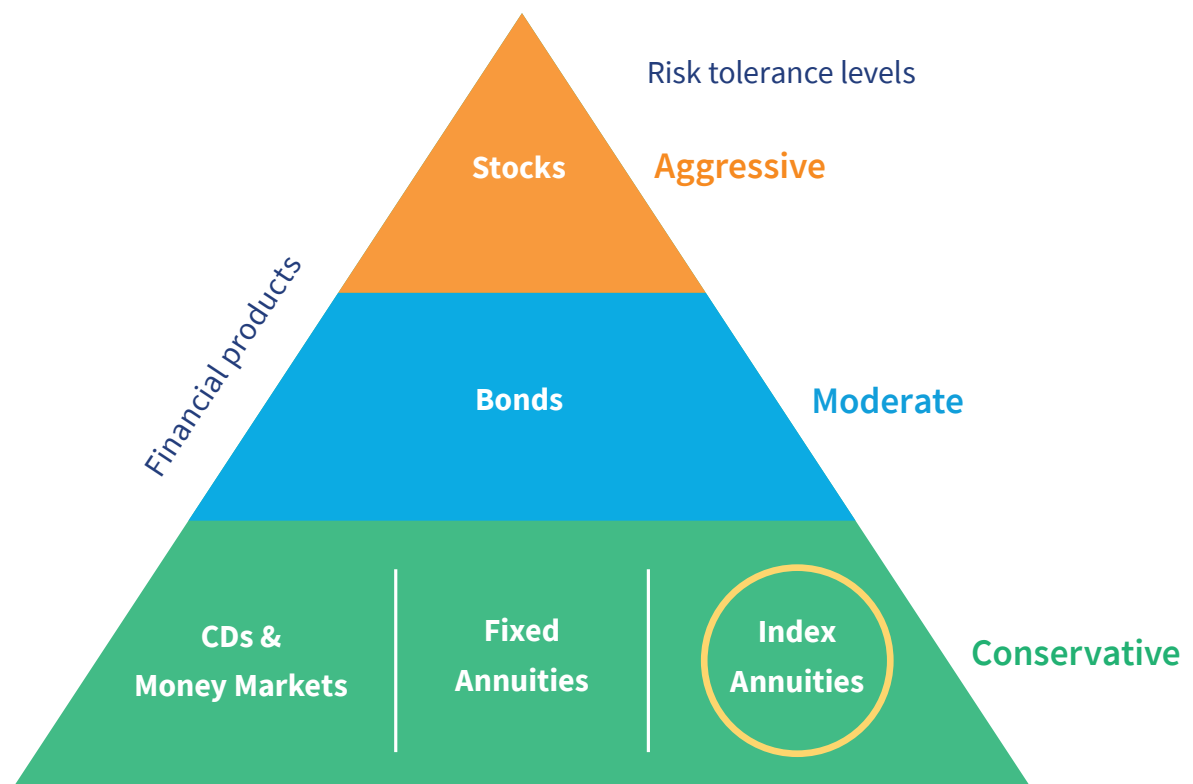 Risk tolerance levels
Stocks
Aggressive
Financial products
Bonds
Moderate
CDs &
Money Markets
Fixed
Annuities
Index
Annuities
Conservative